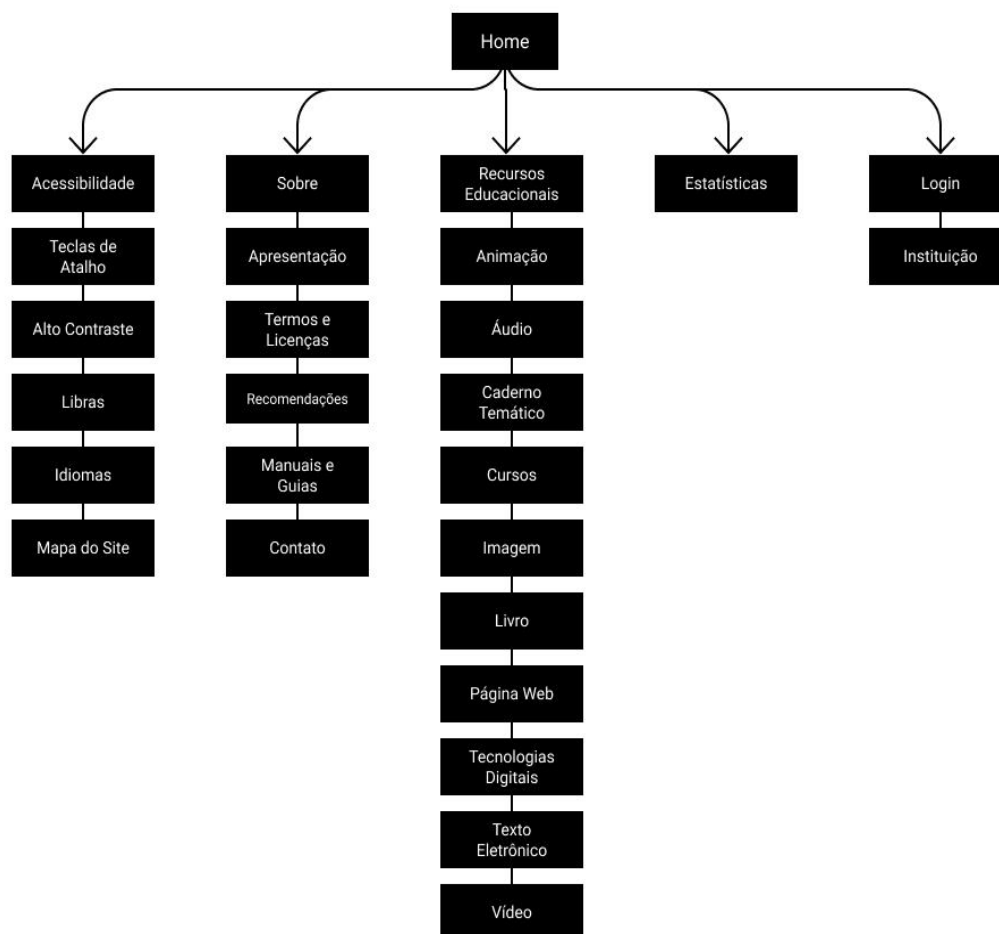 Home
Acessibilidade
Teclas de
Atalho
Alto Contraste
Libras
Idiomas
Mapa do Site
Sobre
Apresentação
Termos e
Licenças
Recomendações
Manuais e
Guias
Contato
Recursos
Educacionais
Animação
Áudio
Caderno
Temático
Cursos
Imagem
Livro
Página Web
Tecnologias
Digitais
Texto
Eletrônico
Vídeo
Estatísticas
Login
Instituição